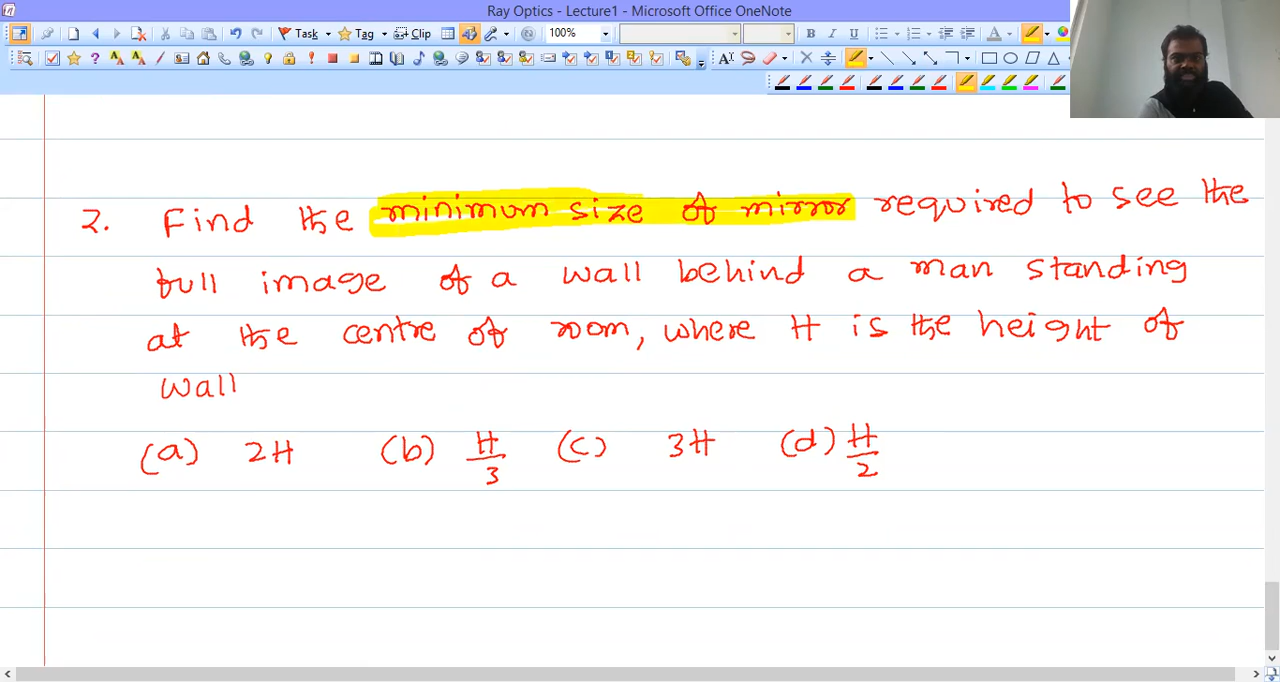 Ray Optics - Lecture1 - Microsoft Office OneNote
Task Tag Clip 100% B I U A
A
2. Find the minimum size of mirror required to see the
full image of a wall behind a man standing
at the centre of room, where H is the height of
wall
(a) 2H (b) H/3 (c) 3H (d) H/2